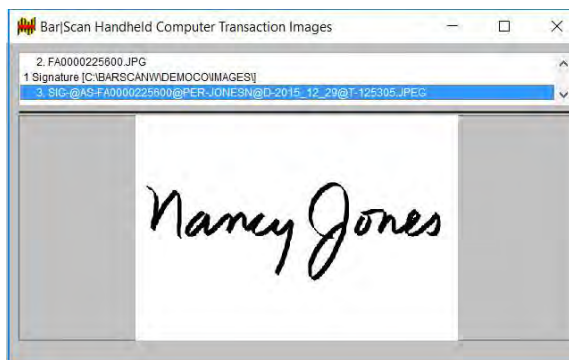 Bar|Scan Handheld Computer Transaction Images
2. FA0000225600.JPG
1 Signature [C:\BARSCANW\DEMOCO\IMAGES\]
3. SIG-@AS-FA0000225600@PER-JONESN@D-2015_12_29@T-125305.JPEG
Nancy Jones